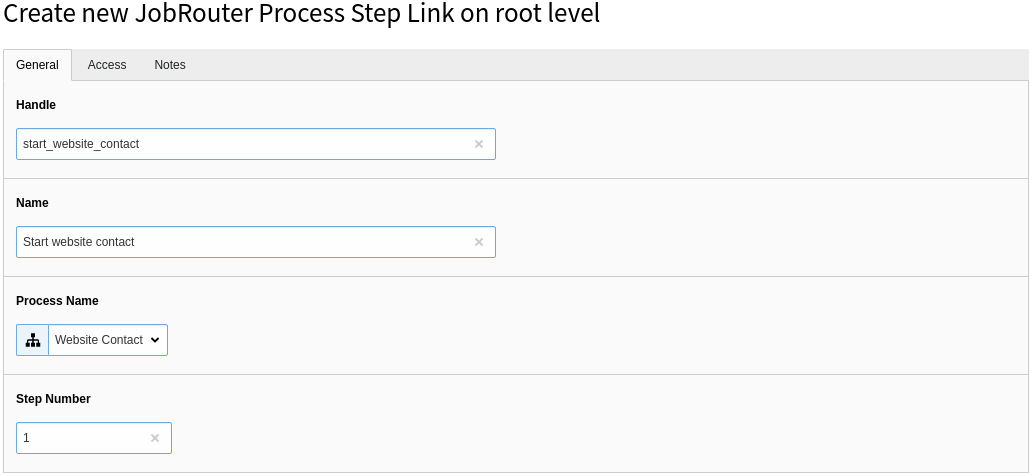 Create new JobRouter Process Step Link on root level
General Access Notes
Handle
start_website_contact
Name
Start website contact
Process Name
Website Contact
Step Number
1